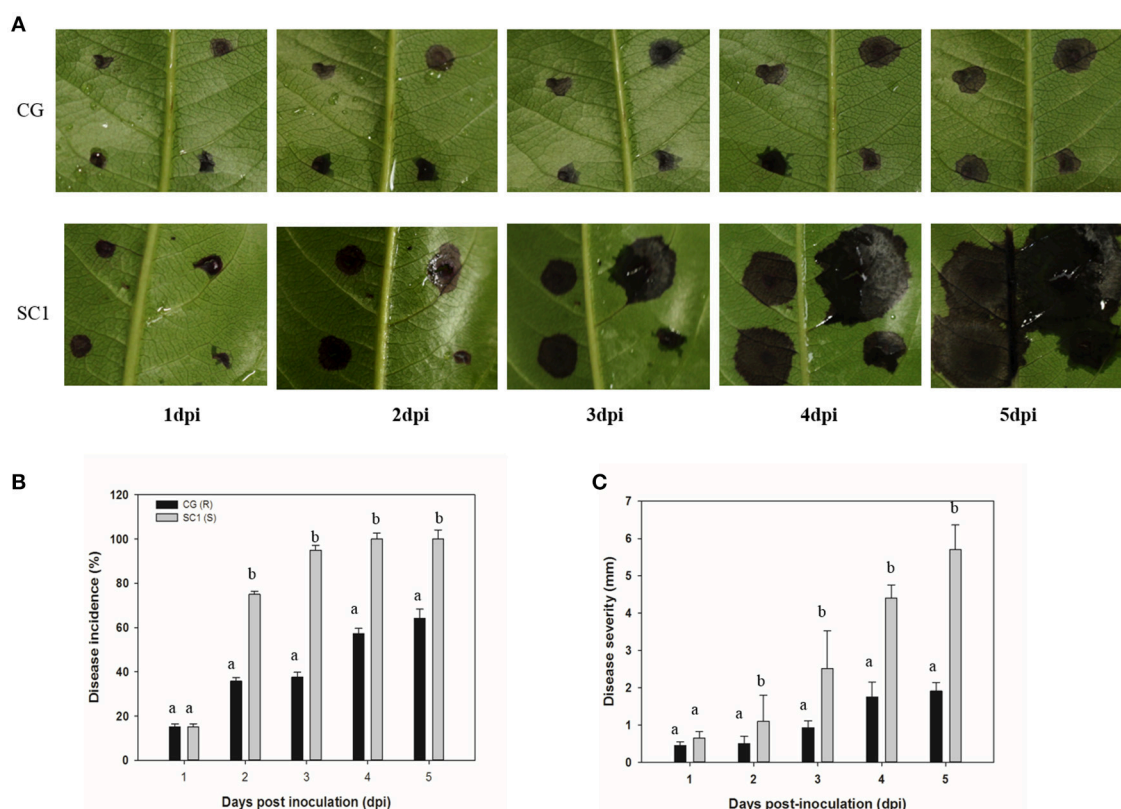 A
CG
SC1
1dpi 2dpi 3dpi 4dpi 5dpi
B
120
100
80
60
40
20
0
Disease incidence (%)
CG (R)
SC1 (S)
a a a b a b a b a b
1 2 3 4 5
Days post inoculation (dpi)
C
7
6
5
4
3
2
1
0
Disease severity (mm)
a a a b a b a b a b
1 2 3 4 5
Days post-inoculation (dpi)